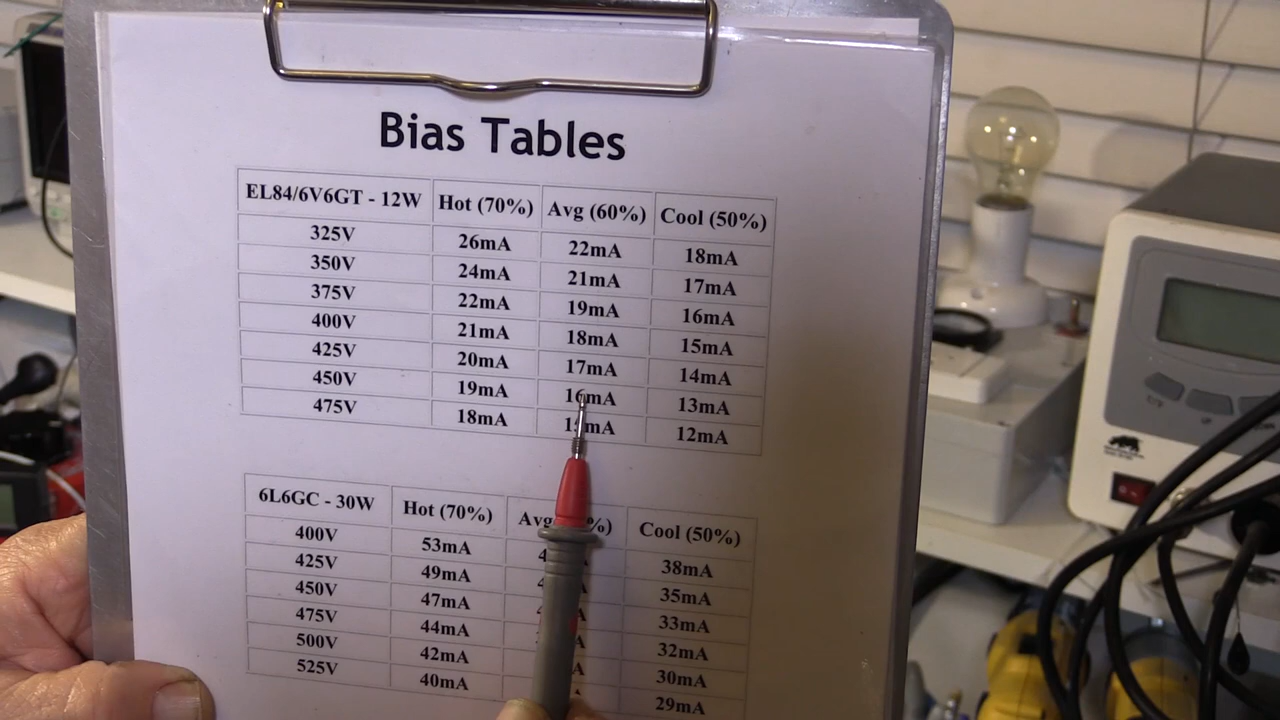 Bias Tables
EL84/6V6GT - 12W Hot (70%) Avg (60%) Cool (50%)
325V 26mA 22mA 18mA
350V 24mA 21mA 17mA
375V 22mA 19mA 16mA
400V 21mA 18mA 15mA
425V 20mA 17mA 14mA
450V 19mA 16mA 13mA
475V 18mA 12mA
6L6GC - 30W Hot (70%) Cool (50%)
400V 53mA 38mA
425V 49mA 35mA
450V 47mA 33mA
475V 44mA 32mA
500V 42mA 30mA
525V 40mA 29mA